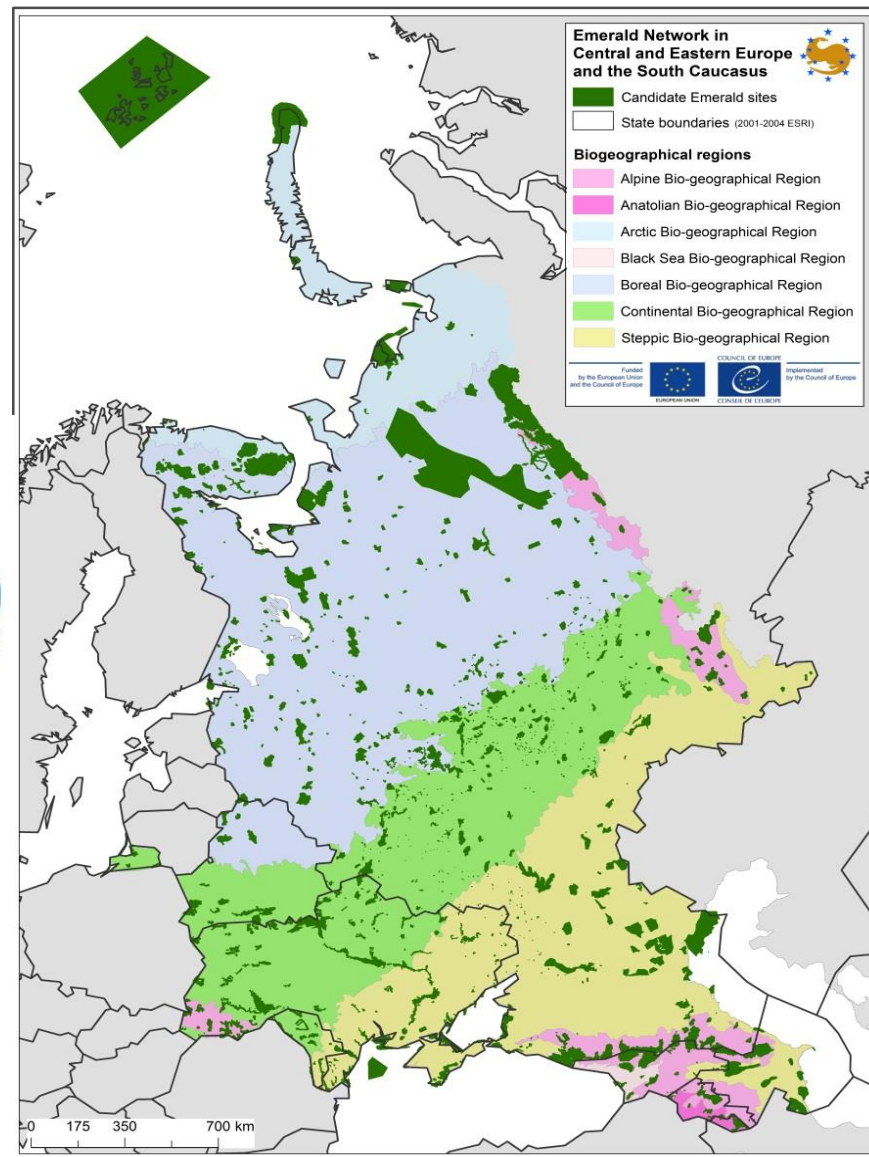 Emerald Network in
Central and Eastern Europe
and the South Caucasus
Candidate Emerald sites
State boundaries (2001-2004 ESRI)
Biogeographical regions
Alpine Bio-geographical Region
Anatolian Bio-geographical Region
Arctic Bio-geographical Region
Black Sea Bio-geographical Region
Boreal Bio-geographical Region
Continental Bio-geographical Region
Steppic Bio-geographical Region
Funded
by the European Union
and the Council of Europe
EUROPEAN UNION
COUNCIL OF EUROPE
CONSEIL DE L'EUROPE
Implemented
by the Council of Europe
0 175 350 700 km